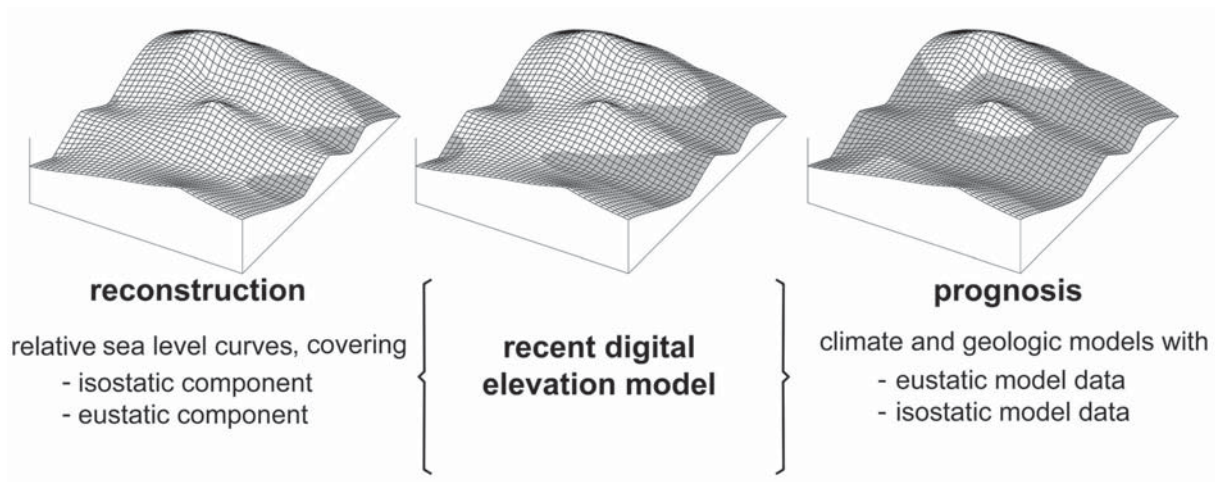 reconstruction
relative sea level curves, covering
- isostatic component
- eustatic component
recent digital
elevation model
prognosis
climate and geologic models with
- eustatic model data
- isostatic model data